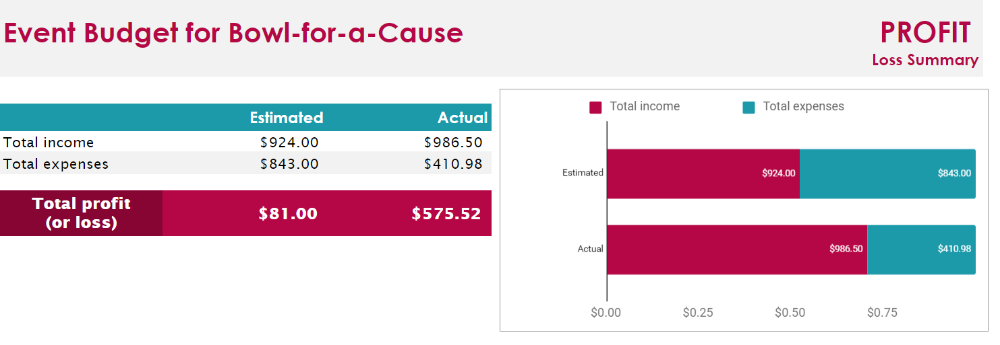 Event Budget for Bowl-for-a-Cause
PROFIT
Loss Summary
Estimated Actual
Total income $924.00 $986.50
Total expenses $843.00 $410.98
Total profit
(or loss) $81.00 $575.52
Total income Total expenses
Estimated $924.00 $843.00
Actual $986.50 $410.98
$0.00 $0.25 $0.50 $0.75